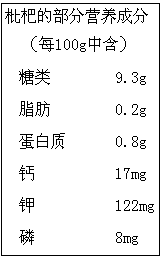 枇杷的部分营养成分
（每100g中含）
糖类 9.3g
脂肪 0.2g
蛋白质 0.8g
钙 17mg
钾 122mg
磷 8mg